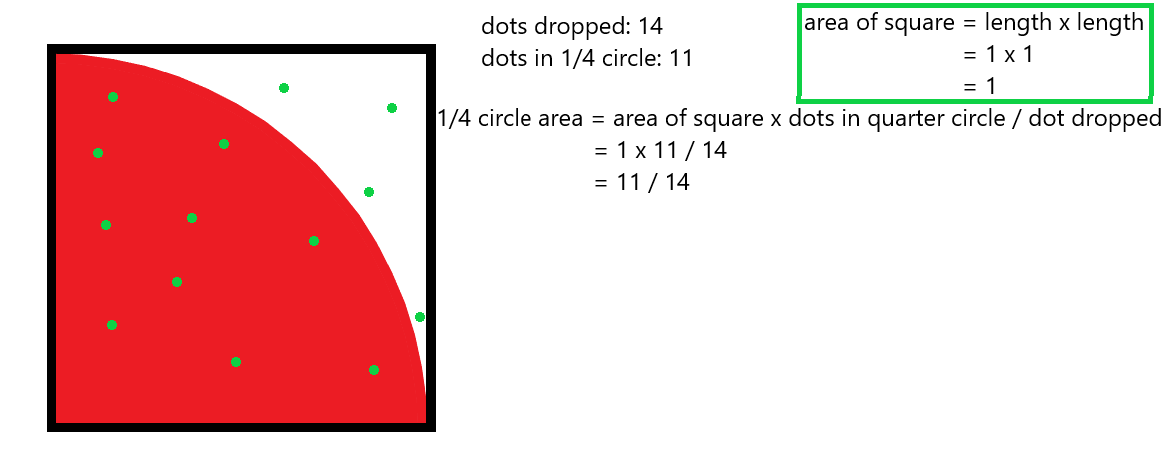 dots dropped: 14
dots in 1/4 circle: 11
area of square = length x length
= 1 x 1
= 1
1/4 circle area = area of square x dots in quarter circle / dot dropped
= 1 x 11 / 14
= 11 / 14